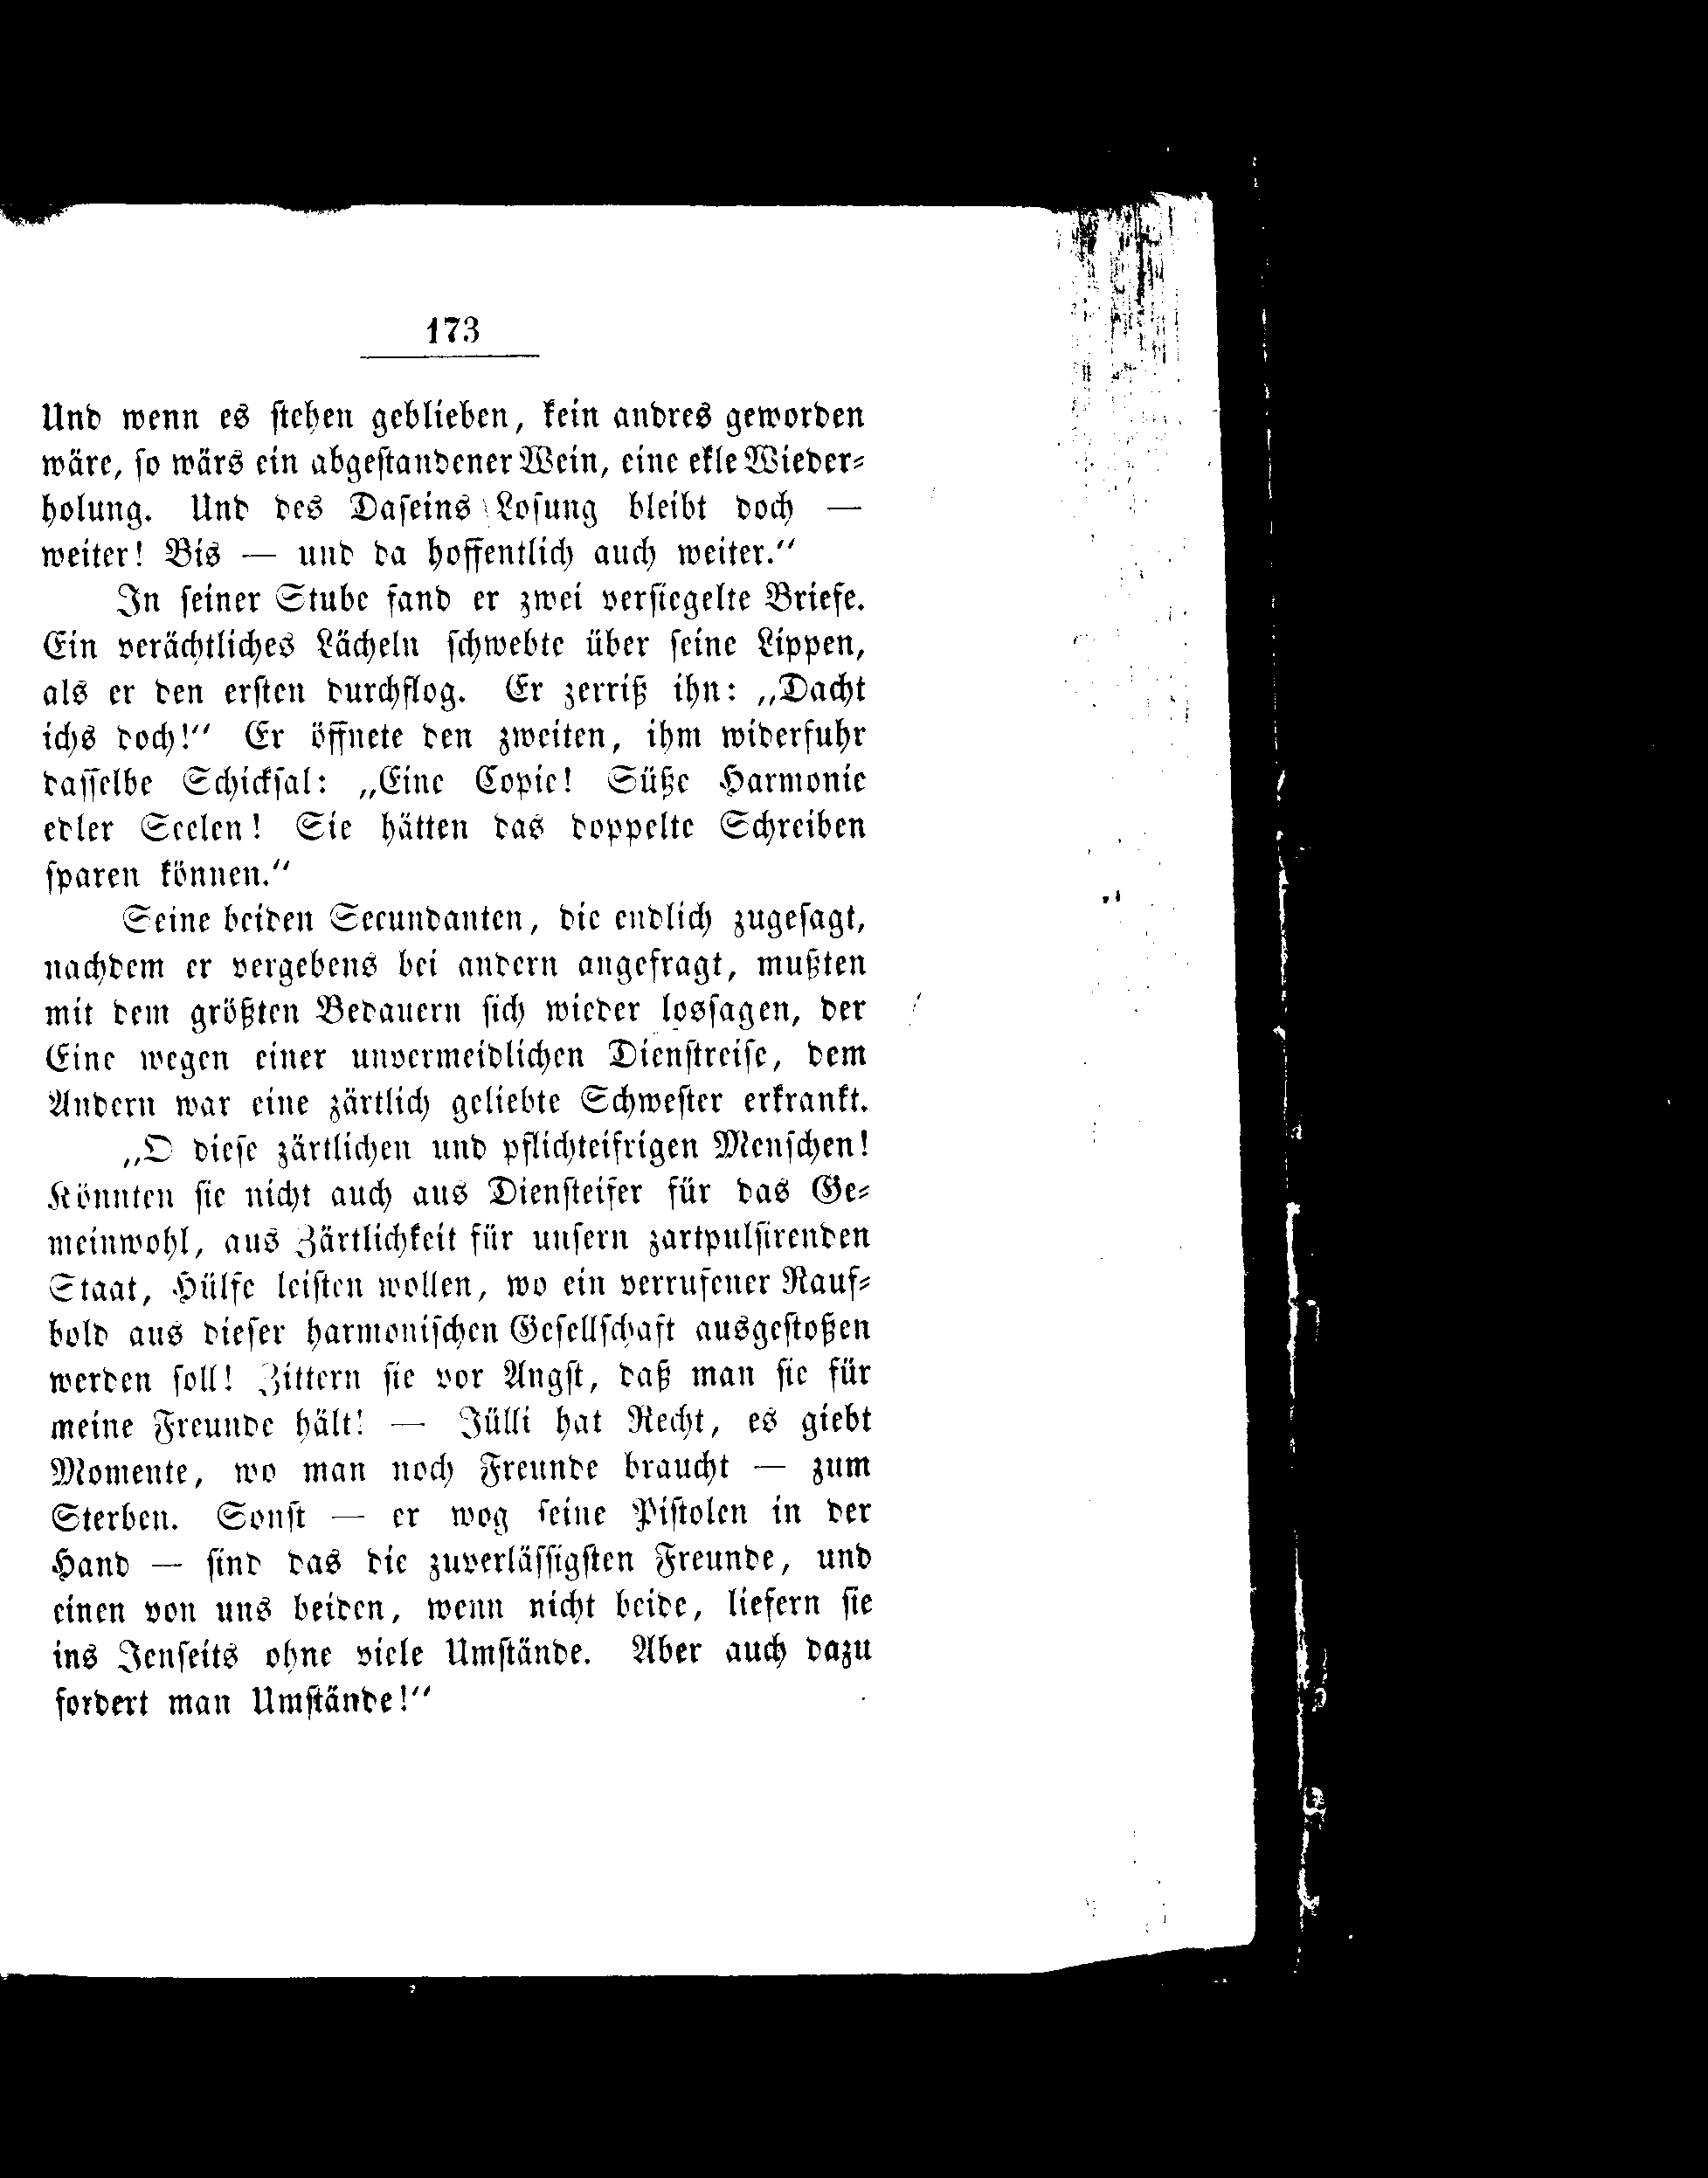 173
Und wenn es ſtehen geblieben, kein andres geworden
wäre, ſo wärs ein abgeſtandener Wein, eine ekle Wieder⸗
holung. Und des Daſeins Loſung bleibt doch —
weiter! Bis — und da hoffentlich auch weiter.“
In ſeiner Stube fand er zwei verſiegelte Briefe.
Ein verächtliches Lächeln ſchwebte über ſeine Lippen,
als er den erſten durchflog. Er zerriß ihn: „Dacht
ichs doch!“ Er öffnete den zweiten, ihm widerfuhr
daſſelbe Schickſal: „Eine Copie! Süße Harmonie
edler Seelen! Sie hätten das doppelte Schreiben
ſparen können.“
Seine beiden Secundanten, die endlich zugeſagt,
nachdem er vergebens bei andern angefragt, mußten
mit dem größten Bedauern ſich wieder losſagen, der
Eine wegen einer unvermeidlichen Dienſtreiſe, dem
Andern war eine zärtlich geliebte Schweſter erkrankt.
„O dieſe zärtlichen und pflichteifrigen Menſchen!
Könnten ſie nicht auch aus Dienſteifer für das Ge⸗
meinwohl, aus Zärtlichkeit für unſern zartpulſirenden
Staat, Hülfe leiſten wollen, wo ein verrufener Rauf⸗
bold aus dieſer harmoniſchen Geſellſchaft ausgeſtoßen
werden ſoll! Zittern ſie vor Angſt, daß man ſie für
meine Freunde hält! — Jülli hat Recht, es giebt
Momente, wo man noch Freunde braucht — zum
Sterben. Sonſt — er wog ſeine Piſtolen in der
Hand — ſind das die zuverläſſigſten Freunde, und
einen von uns beiden, wenn nicht beide, liefern ſie
ins Jenſeits ohne viele Umſtände. Aber auch dazu
fordert man Umſtände!“